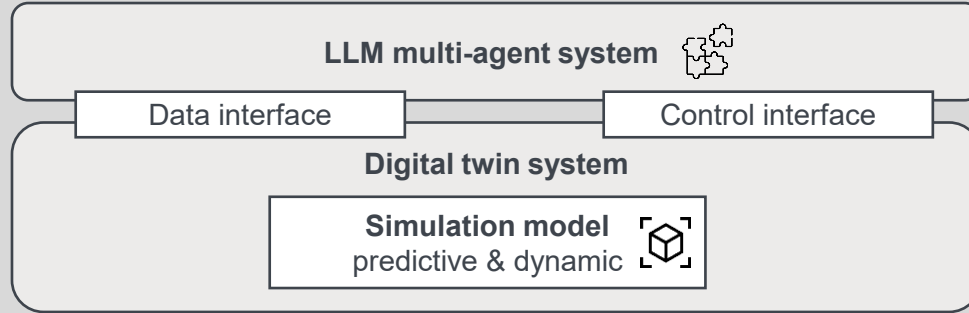 LLM multi-agent system
Data interface
Control interface
Digital twin system
Simulation model
predictive & dynamic